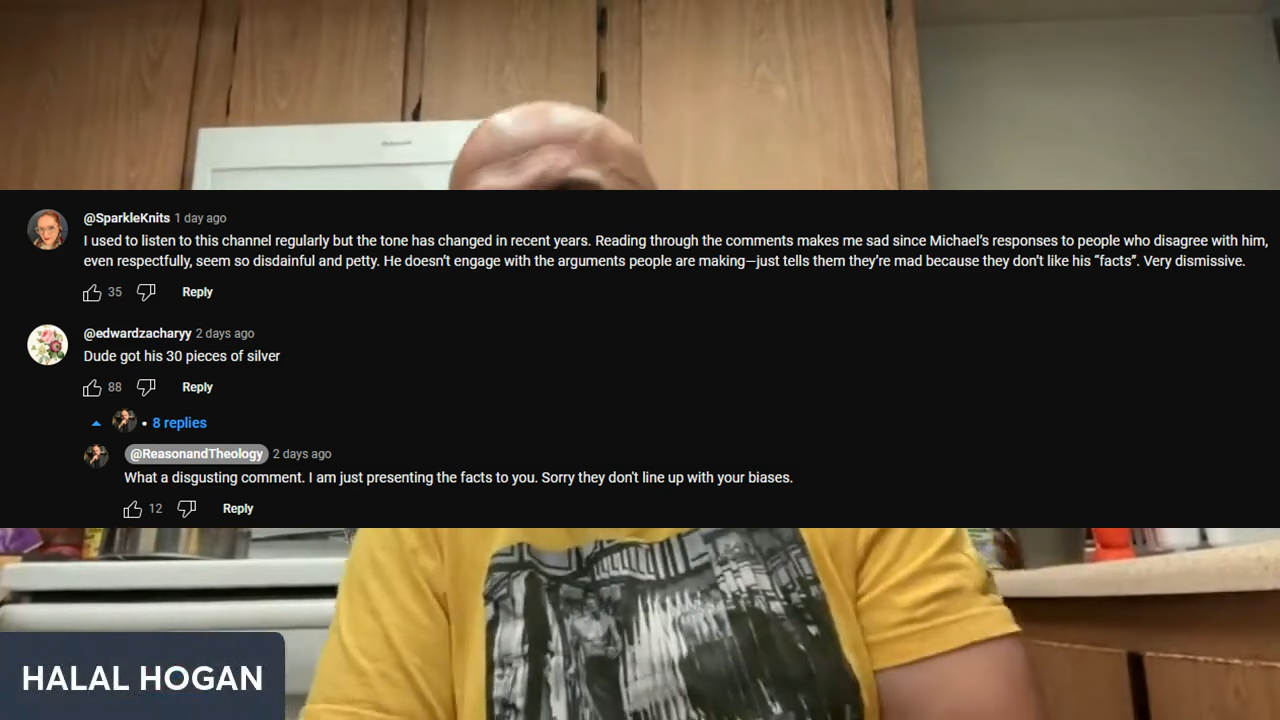 @SparkleKnits 1 day ago
I used to listen to this channel regularly but the tone has changed in recent years. Reading through the comments makes me sad since Michael's responses to people who disagree with him,
even respectfully, seem so disdainful and petty. He doesn't engage with the arguments people are making—just tells them they're mad because they don't like his “facts”. Very dismissive.
35 Reply
@edwardzacharyy 2 days ago
Dude got his 30 pieces of silver
88 Reply
• 8 replies
@ReasonandTheology 2 days ago
What a disgusting comment. I am just presenting the facts to you. Sorry they don't line up with your biases.
12 Reply
HALAL HOGAN